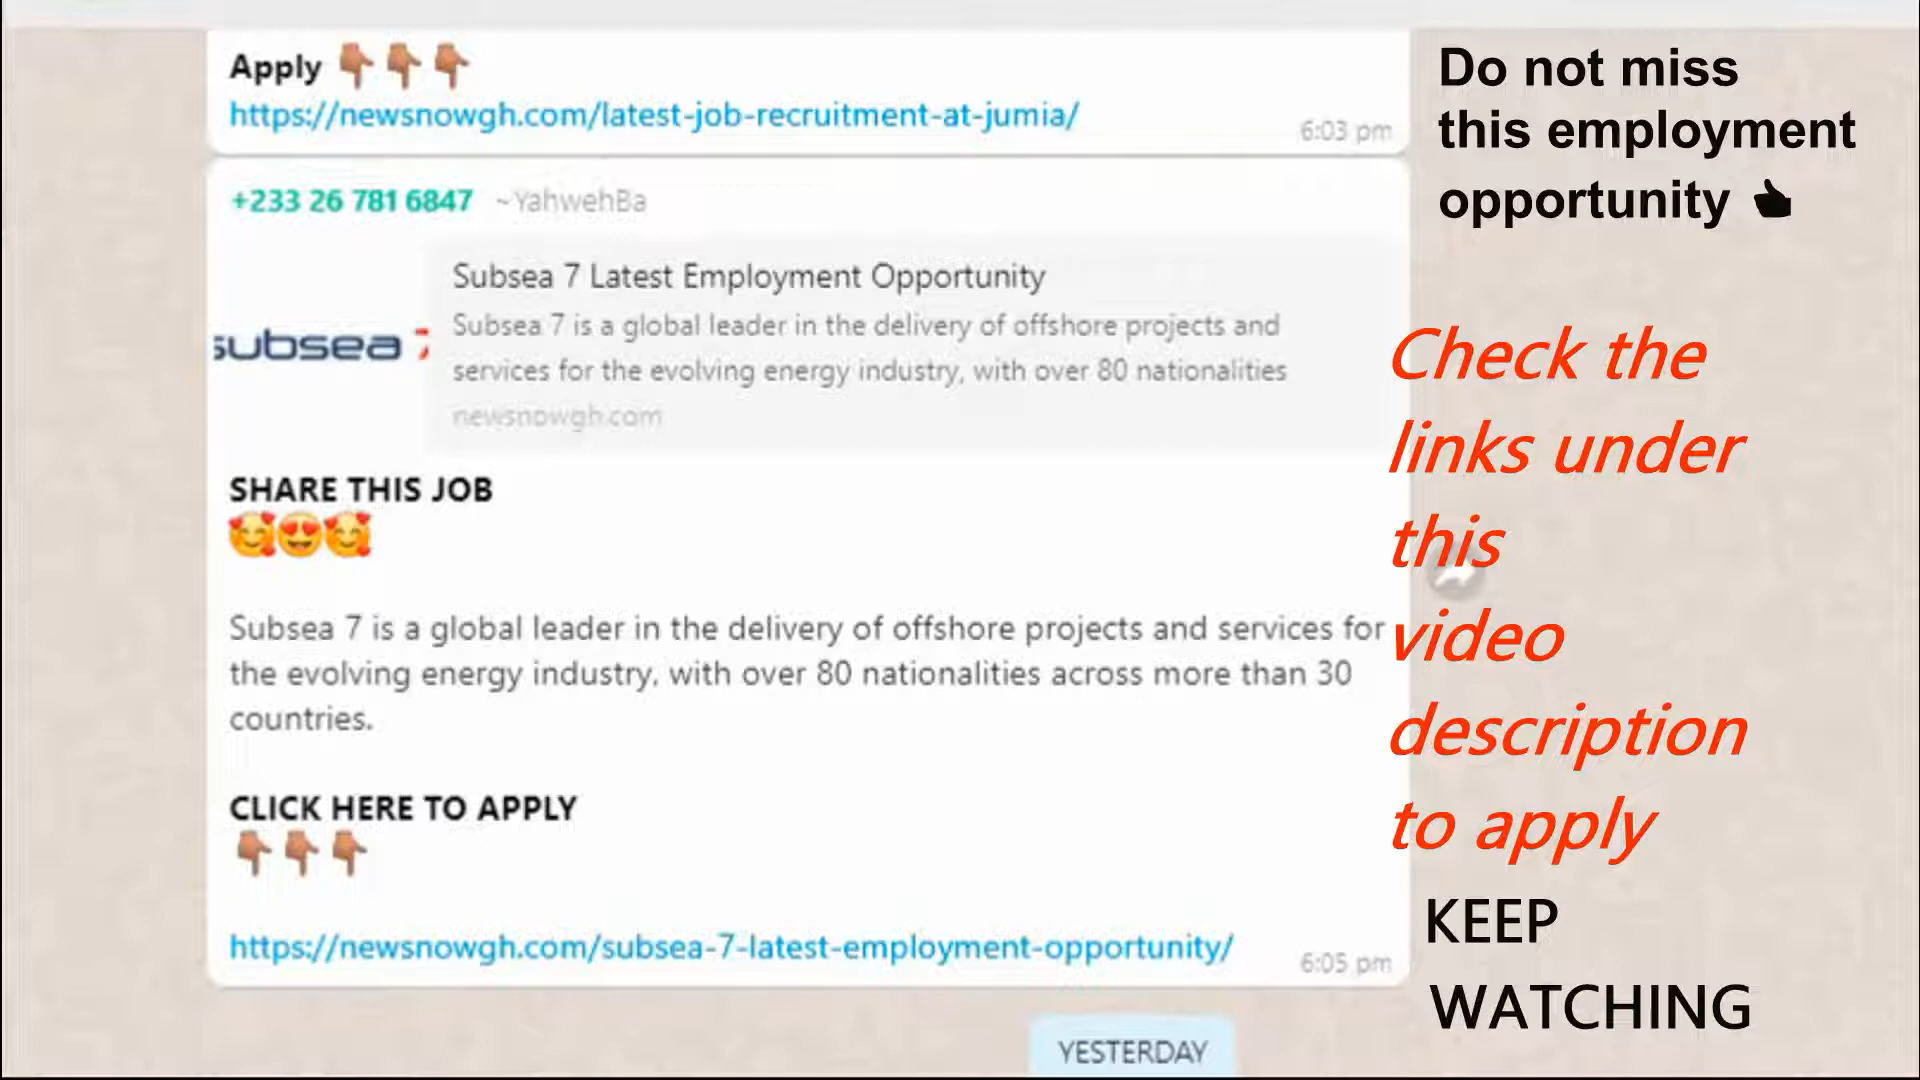 Apply 👇🏽👇🏽👇🏽
https://newsnowgh.com/latest-job-recruitment-at-jumia/
6:03 pm
+233 26 781 6847 ~YahwehBa
Subsea 7 Latest Employment Opportunity
Subsea 7 is a global leader in the delivery of offshore projects and
services for the evolving energy industry, with over 80 nationalities
newsnowgh.com
subsea 7
SHARE THIS JOB
🥰😍🥰
Subsea 7 is a global leader in the delivery of offshore projects and services for
the evolving energy industry, with over 80 nationalities across more than 30
countries.
CLICK HERE TO APPLY
👇🏽👇🏽👇🏽
https://newsnowgh.com/subsea-7-latest-employment-opportunity/
6:05 pm
YESTERDAY
Do not miss
this employment
opportunity 👍
Check the
links under
this
video
description
to apply
KEEP
WATCHING